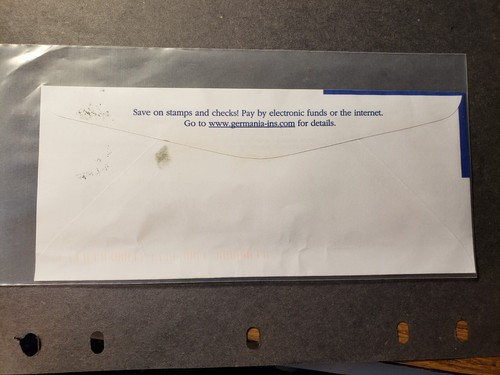 Save on stamps and checks! Pay by electronic funds or the internet.
Go to www.germania-ins.com for details.